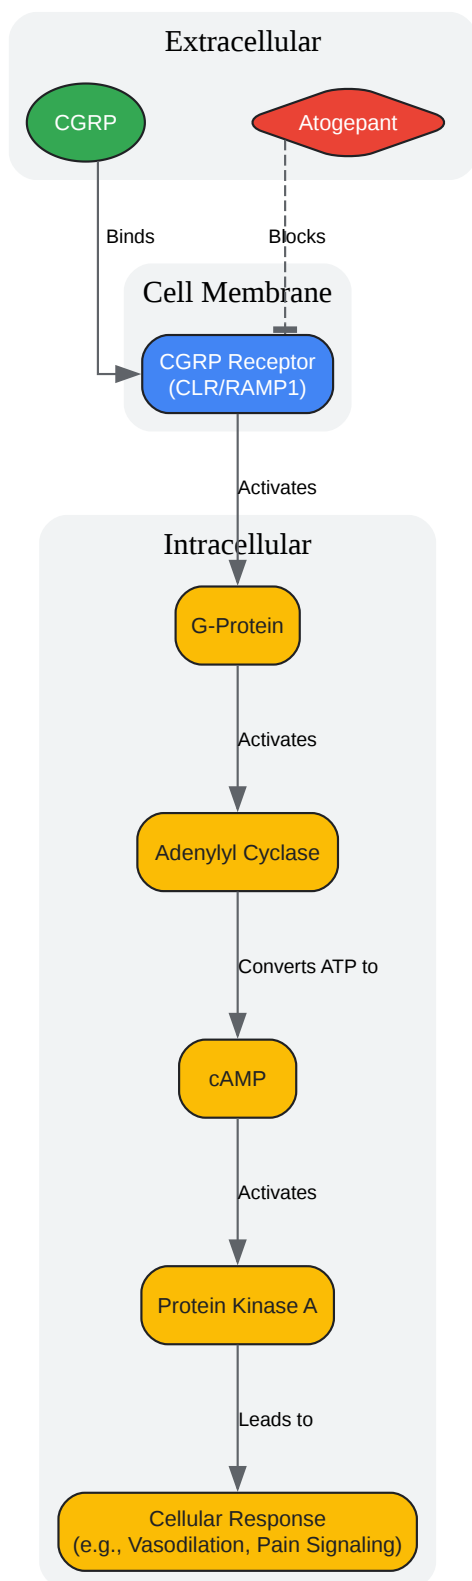 Extracellular
CGRP
Atogepant
Binds
Blocks
Cell Membrane
CGRP Receptor
(CLR/RAMP1)
Activates
Intracellular
G-Protein
Activates
Adenylyl Cyclase
Converts ATP to
cAMP
Activates
Protein Kinase A
Leads to
Cellular Response
(e.g., Vasodilation, Pain Signaling)